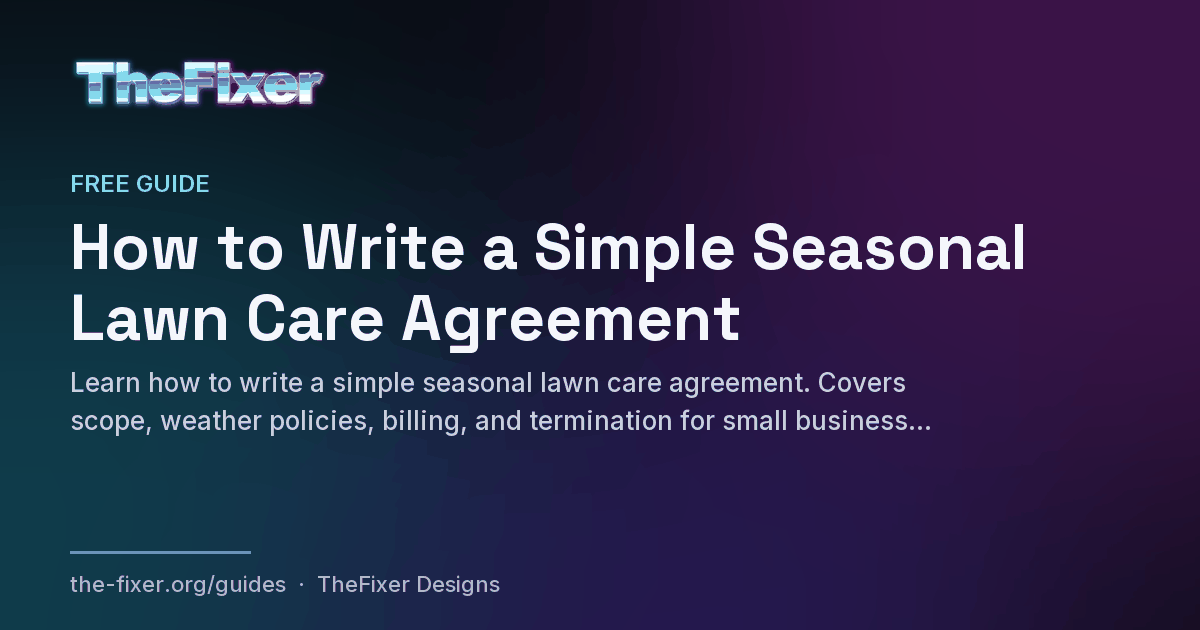 TheFixer
FREE GUIDE
How to Write a Simple Seasonal
Lawn Care Agreement
Learn how to write a simple seasonal lawn care agreement. Covers
scope, weather policies, billing, and termination for small business...
the-fixer.org/guides · TheFixer Designs